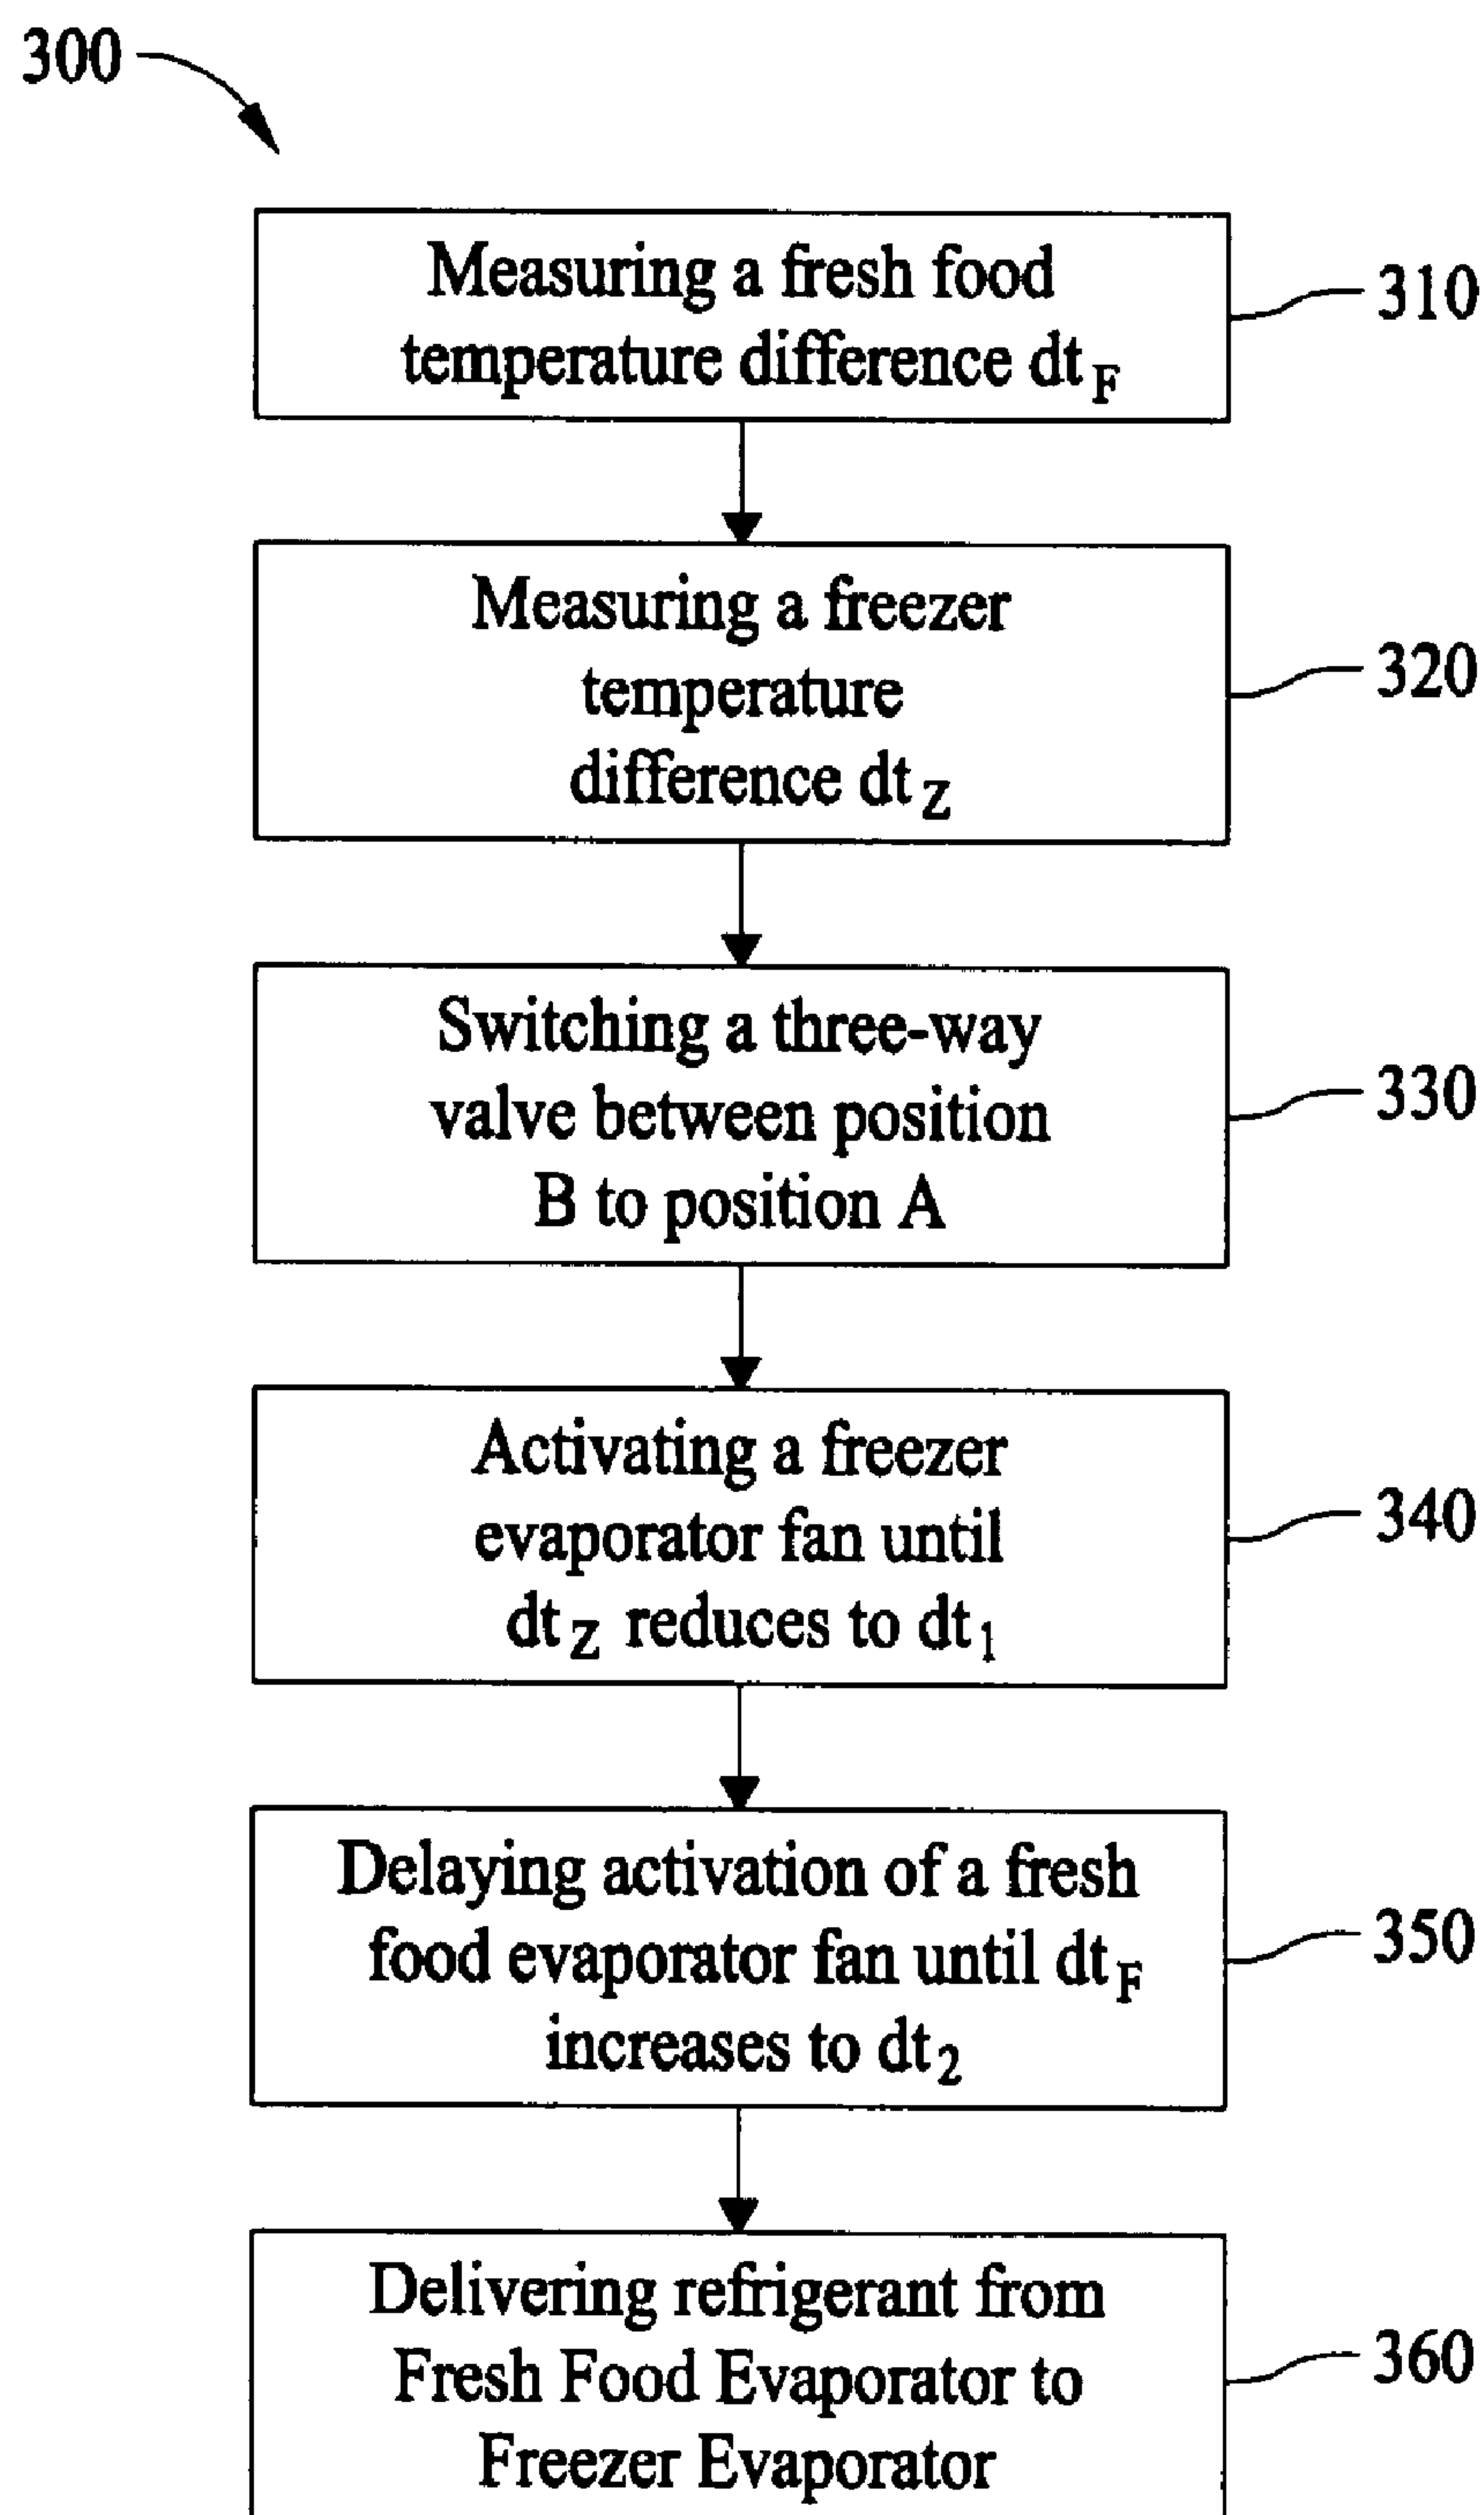 300
Measuring a fresh food
temperature difference dt F
310
Measuring a freezer
temperature
difference dt Z
320
Switching a three-way
valve between position
B to position A
330
Activating a freezer
evaporator fan until
dt Z reduces to dt 1
340
Delaying activation of a fresh
food evaporator fan until dt F
increases to dt 2
350
Delivering refrigerant from
Fresh Food Evaporator to
Freezer Evaporator
360